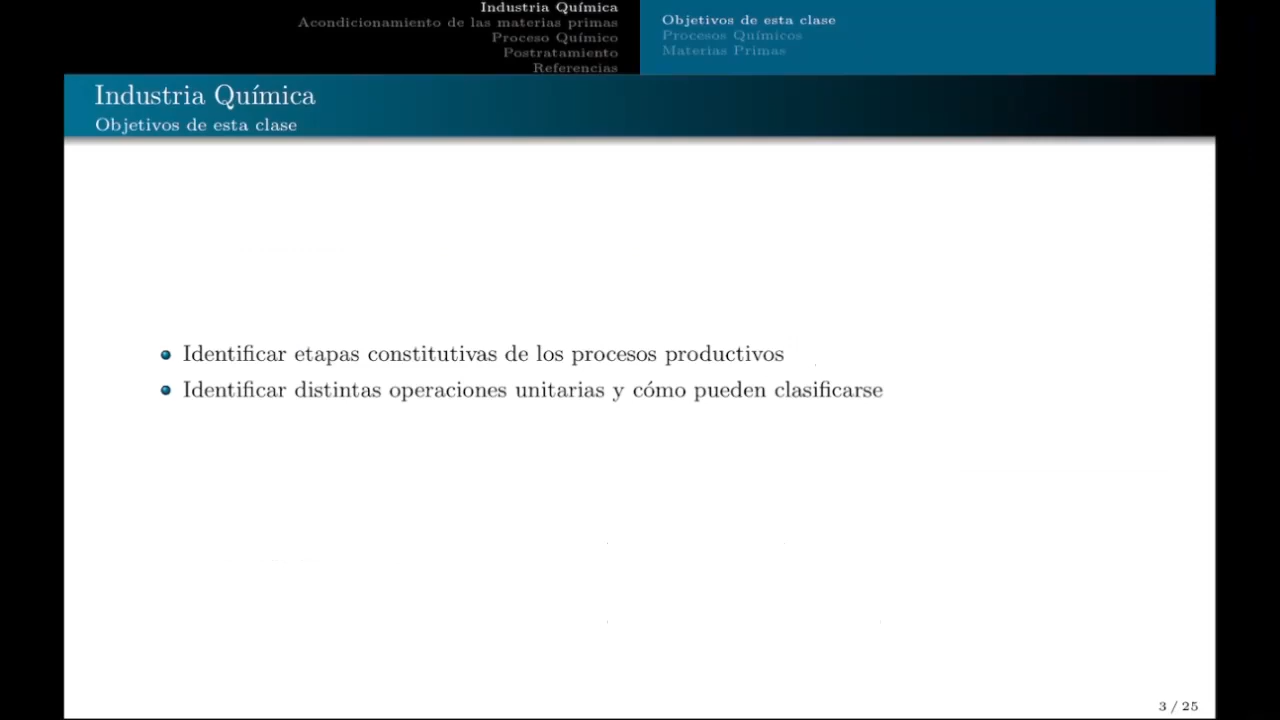 Industria Química
Acondicionamiento de las materias primas
Proceso Químico
Postratamiento
Referencias
Objetivos de esta clase
Procesos Químicos
Materias Primas
Industria Química
Objetivos de esta clase
Identificar etapas constitutivas de los procesos productivos
Identificar distintas operaciones unitarias y cómo pueden clasificarse
3 / 25